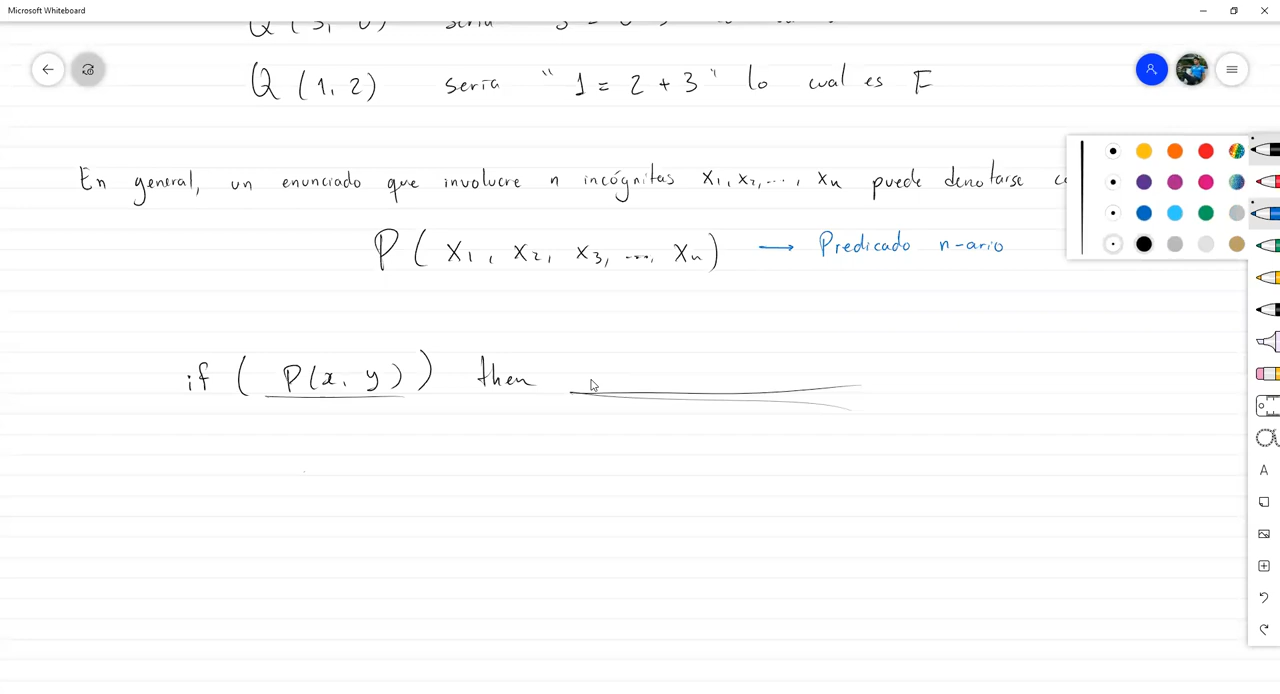 Microsoft Whiteboard
Q (1, 2) sería " 1 = 2 + 3 " lo cual es F
En general, un enunciado que involucre n incógnitas x1, x2, ..., xn puede denotarse
P ( x1, x2, x3, ..., xn ) → Predicado n-ario
if ( P(x, y) ) then
A